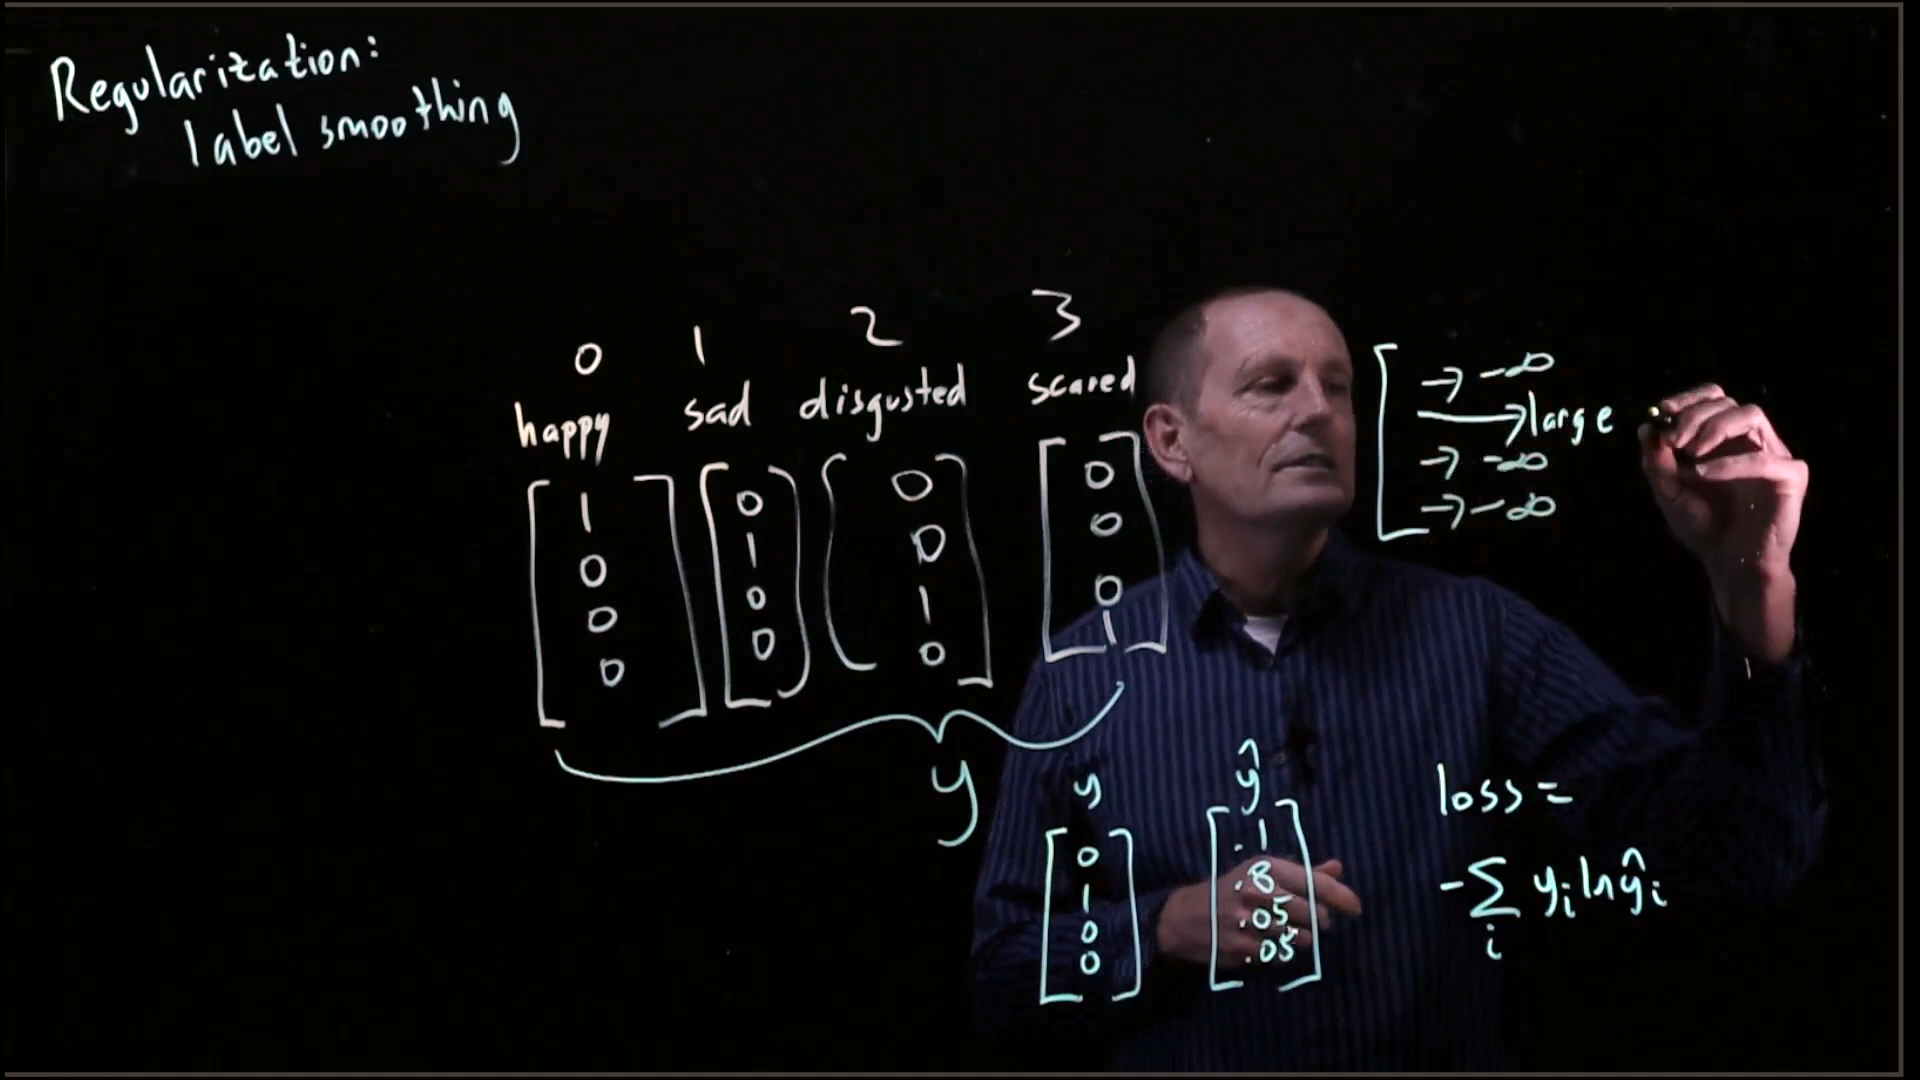 Regularization:
label smoothing
0 1 2 3
happy sad disgusted scared
1 0 0 0
0 1 0 0
0 0 1 0
0 0 0 1
y
→ -∞
→ large
→ -∞
→ -∞
y ŷ
0 .1
1 .8
0 .05
0 .05
loss =
-∑ yᵢ ln ŷᵢ
i